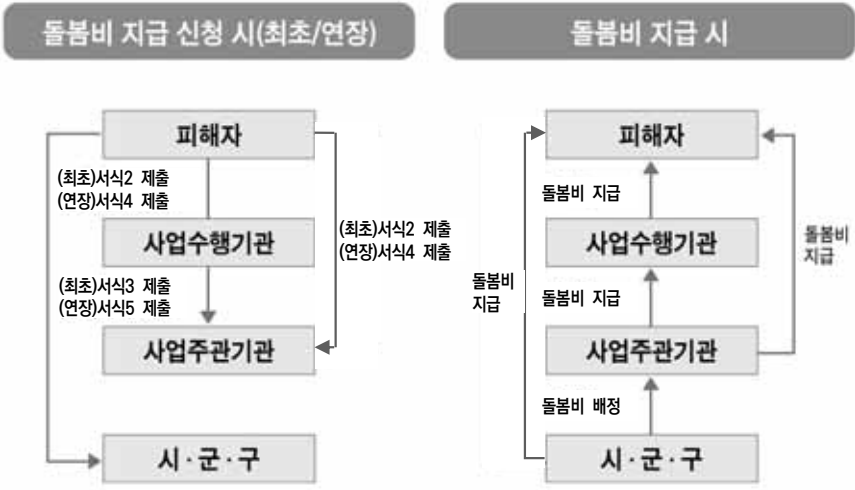 돌봄비 지급 신청 시(최초/연장)
피해자
(최초)서식2 제출
(연장)서식4 제출
(최초)서식2 제출
(연장)서식4 제출
사업수행기관
(최초)서식3 제출
(연장)서식5 제출
사업주관기관
시·군·구
돌봄비 지급 시
피해자
돌봄비 지급
사업수행기관
돌봄비
지급
돌봄비
지급
돌봄비 지급
사업주관기관
돌봄비 배정
시·군·구